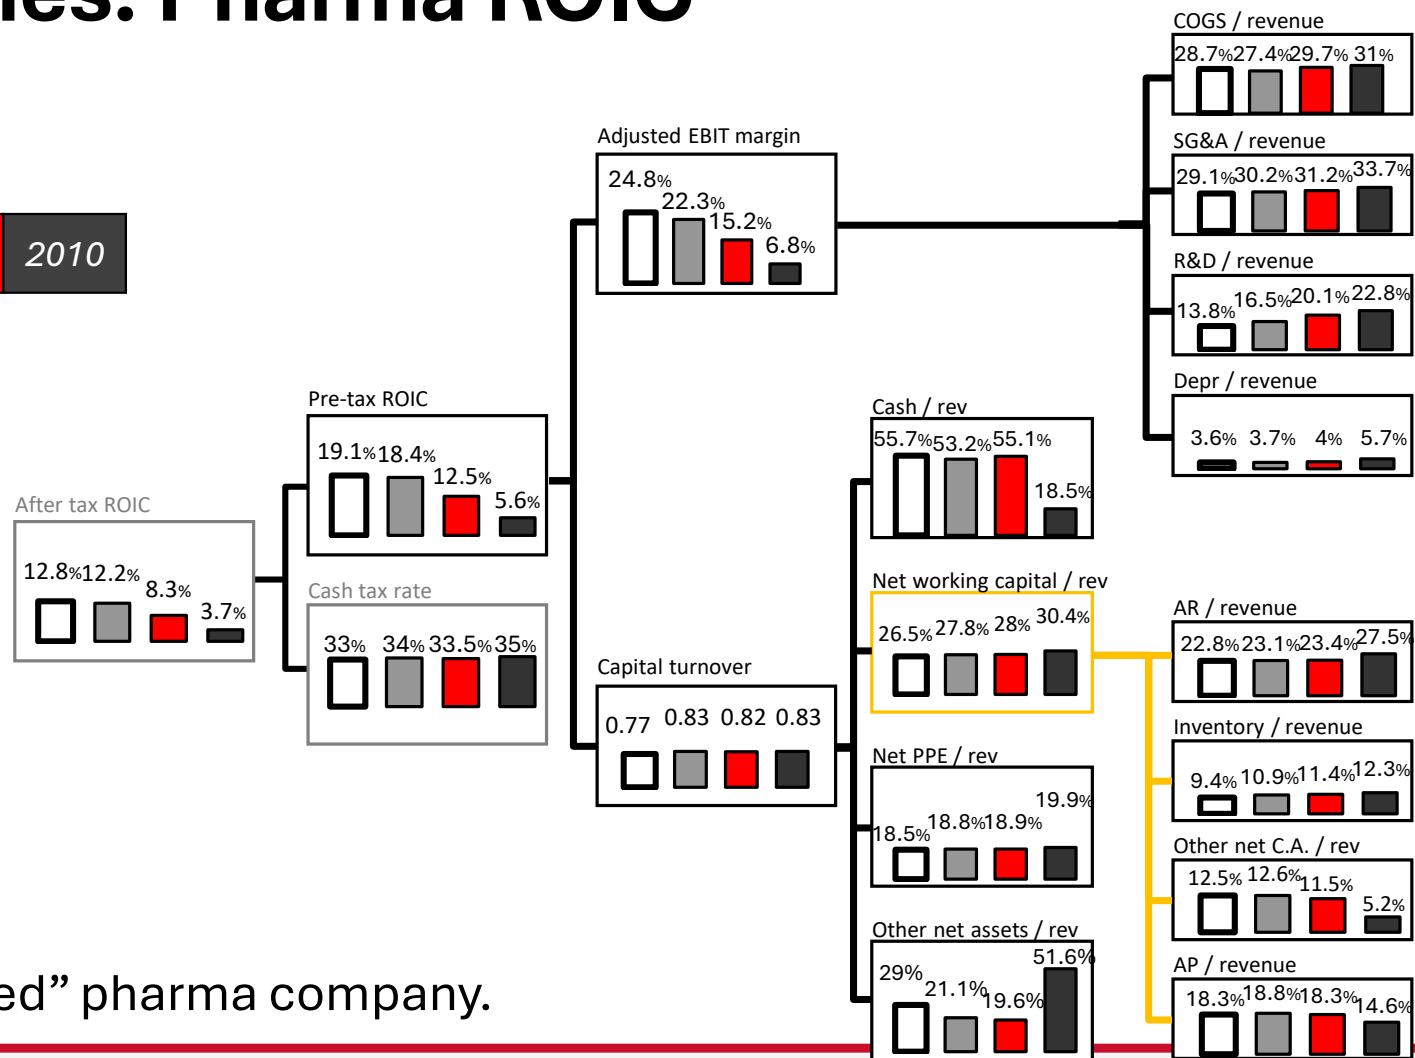 ROIC
2010
COGS / revenue
28.7% 27.4% 29.7% 31%
SG&A / revenue
29.1% 30.2% 31.2% 33.7%
R&D / revenue
13.8% 16.5% 20.1% 22.8%
Depr / revenue
3.6% 3.7% 4% 5.7%
Adjusted EBIT margin
24.8% 22.3% 15.2% 6.8%
Pre-tax ROIC
19.1% 18.4% 12.5% 5.6%
After tax ROIC
12.8% 12.2% 8.3% 3.7%
Cash tax rate
33% 34% 33.5% 35%
Capital turnover
0.77 0.83 0.82 0.83
Cash / rev
55.7% 53.2% 55.1% 18.5%
Net working capital / rev
26.5% 27.8% 28% 30.4%
Net PPE / rev
18.5% 18.8% 18.9% 19.9%
Other net assets / rev
29% 21.1% 19.6% 51.6%
AR / revenue
22.8% 23.1% 23.4% 27.5%
Inventory / revenue
9.4% 10.9% 11.4% 12.3%
Other net C.A. / rev
12.5% 12.6% 11.5% 5.2%
AP / revenue
18.3% 18.8% 18.3% 14.6%
ed” pharma company.